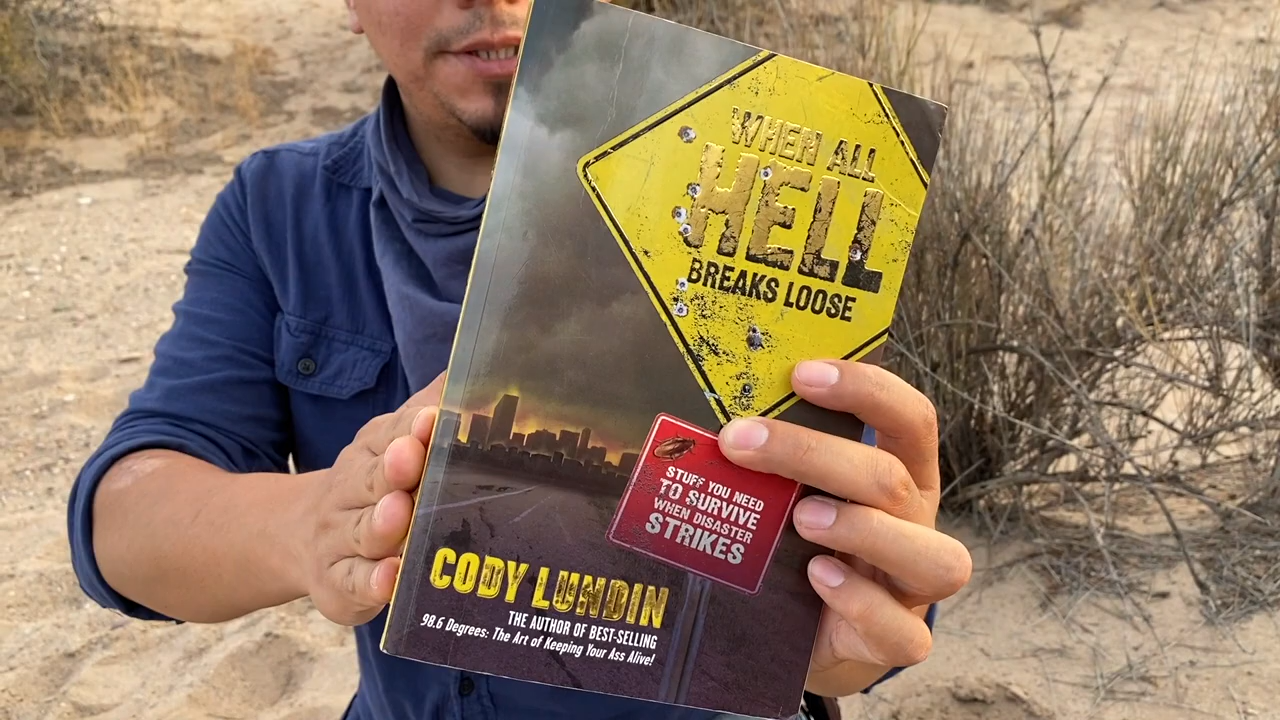 WHEN ALL
HELL
BREAKS LOOSE
STUFF YOU NEED
TO SURVIVE
WHEN DISASTER
STRIKES
CODY LUNDIN
THE AUTHOR OF BEST-SELLING
98.6 Degrees: The Art of Keeping Your Ass Alive!